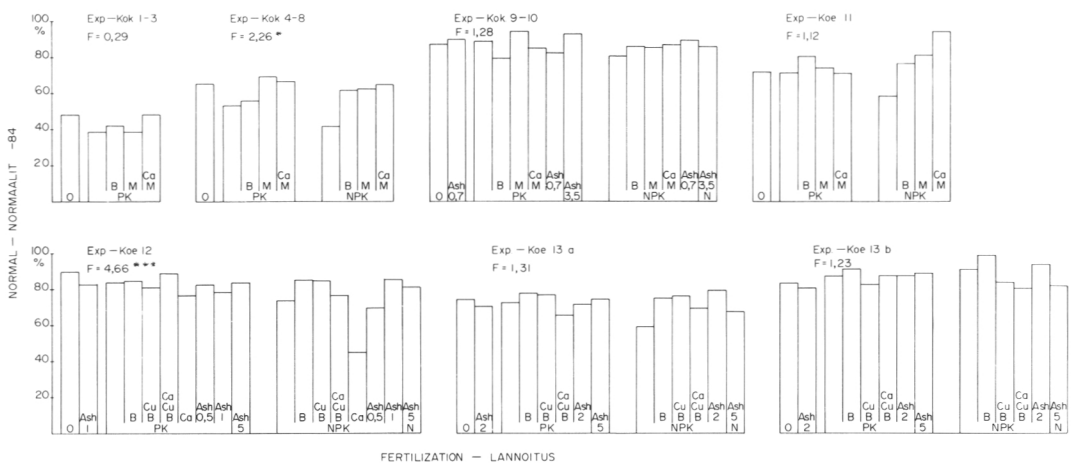 NORMAL – NORMAALIT -84
100
%
80
60
40
20
Exp – Kok 1-3
F = 0,29
0 B M Ca M
PK
Exp – Kok 4-8
F = 2,26 *
0 B M Ca M B M Ca M
PK NPK
Exp – Kok 9-10
F = 1,28
0 Ash 0,7 B M Ca M Ash 0,7 Ash 3,5 B M Ca M Ash 0,7 Ash 3,5 N
PK NPK
Exp – Koe 11
F = 1,12
0 B M Ca M B M Ca M
PK NPK
100
%
80
60
40
20
Exp – Koe 12
F = 4,66 ***
0 Ash 1 B Cu B Ca Cu B Ca Ash 0,5 Ash 1 Ash 5 B Cu B Ca Cu B Ca Ash 0,5 Ash 1 Ash 5 N
PK NPK
Exp – Koe 13 a
F = 1,31
0 Ash 2 B Cu B Ca Cu B Ash 2 Ash 5 B Cu B Ca Cu B Ash 2 Ash 5 N
PK NPK
Exp – Koe 13 b
F = 1,23
0 Ash 2 B Cu B Ca Cu B Ash 2 Ash 5 B Cu B Ca Cu B Ash 2 Ash 5 N
PK NPK
FERTILIZATION – LANNOITUS